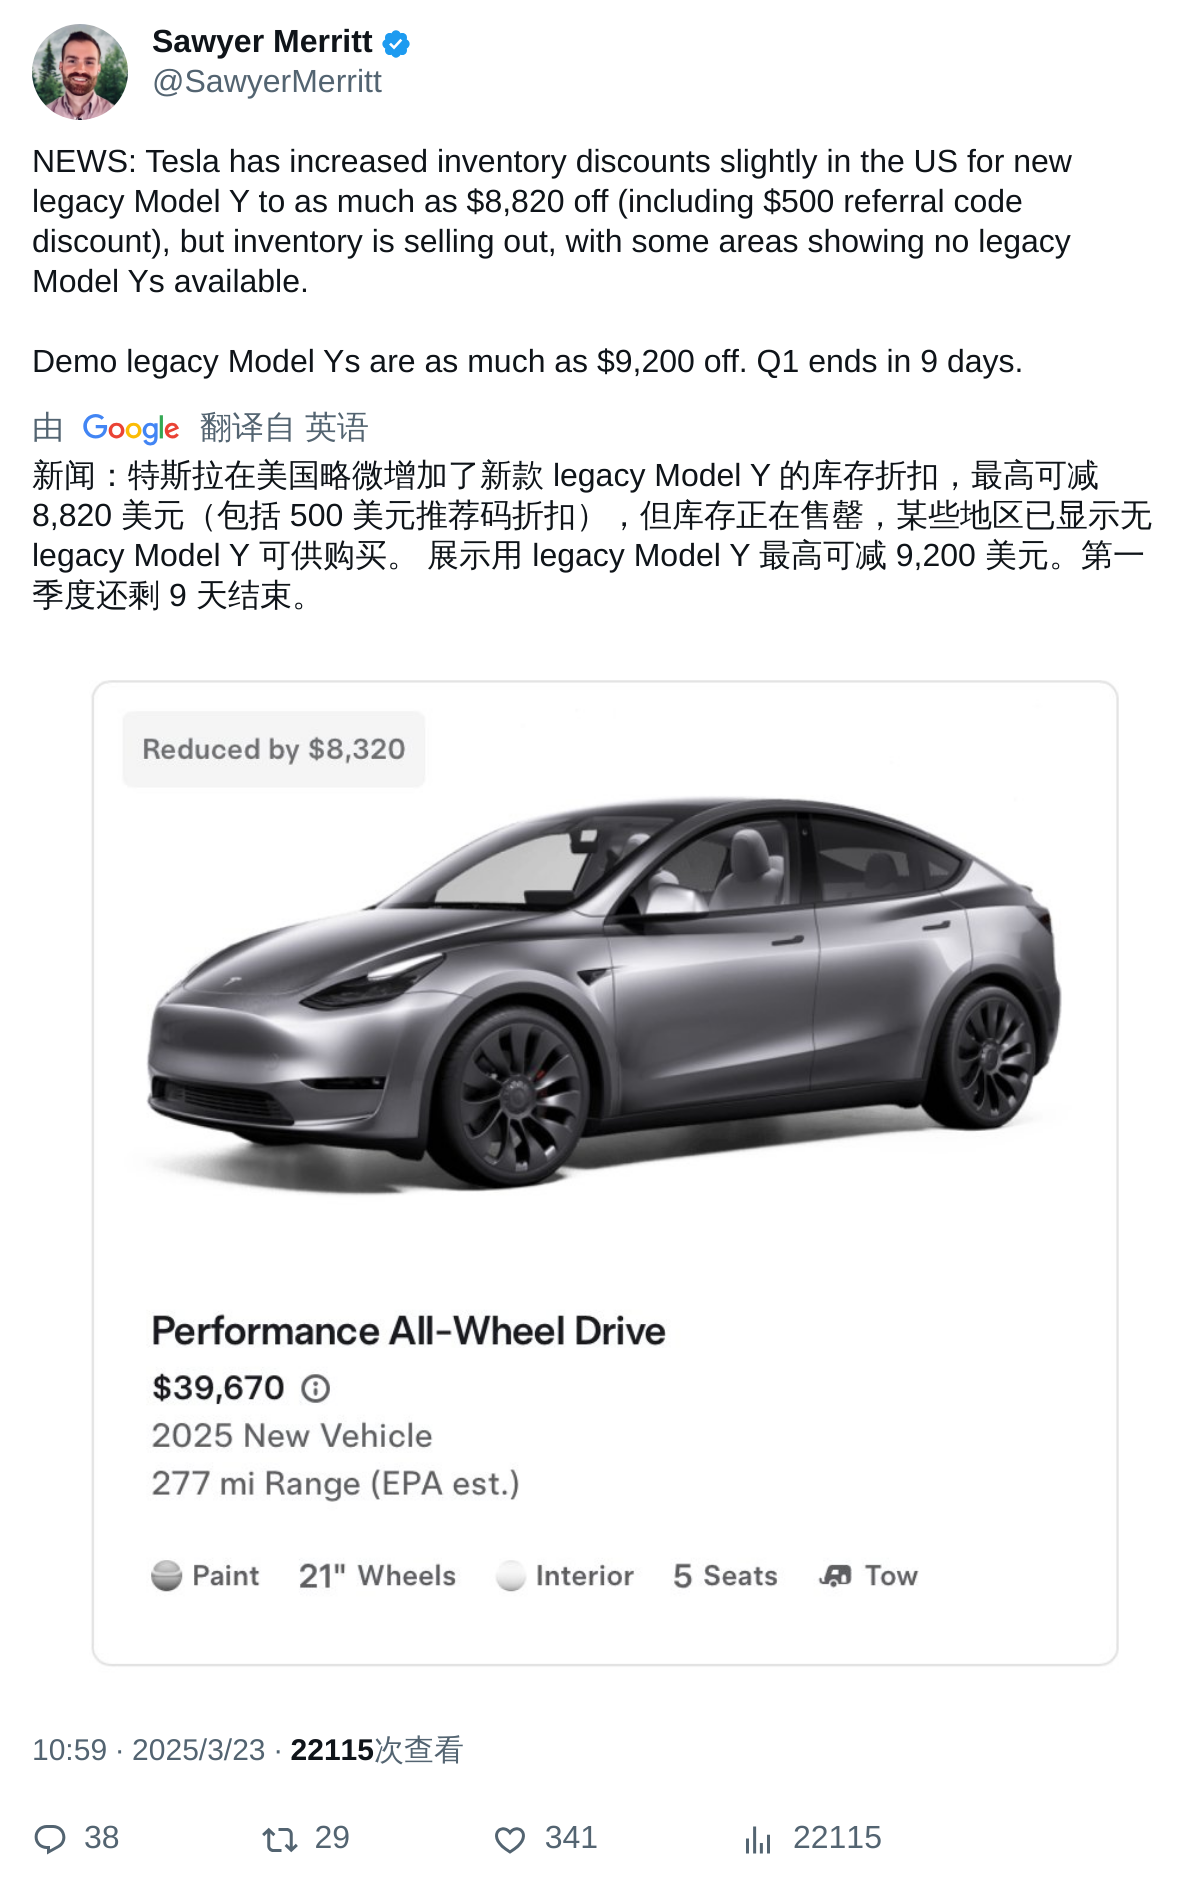 Sawyer Merritt
@SawyerMerritt
NEWS: Tesla has increased inventory discounts slightly in the US for new
legacy Model Y to as much as $8,820 off (including $500 referral code
discount), but inventory is selling out, with some areas showing no legacy
Model Ys available.
Demo legacy Model Ys are as much as $9,200 off. Q1 ends in 9 days.
由 Google 翻译自 英语
新闻：特斯拉在美国略微增加了新款 legacy Model Y 的库存折扣，最高可减
8,820 美元（包括 500 美元推荐码折扣），但库存正在售罄，某些地区已显示无
legacy Model Y 可供购买。 展示用 legacy Model Y 最高可减 9,200 美元。第一
季度还剩 9 天结束。
Reduced by $8,320
Performance All-Wheel Drive
$39,670
2025 New Vehicle
277 mi Range (EPA est.)
Paint 21" Wheels Interior 5 Seats Tow
10:59 · 2025/3/23 · 22115次查看
38 29 341 22115